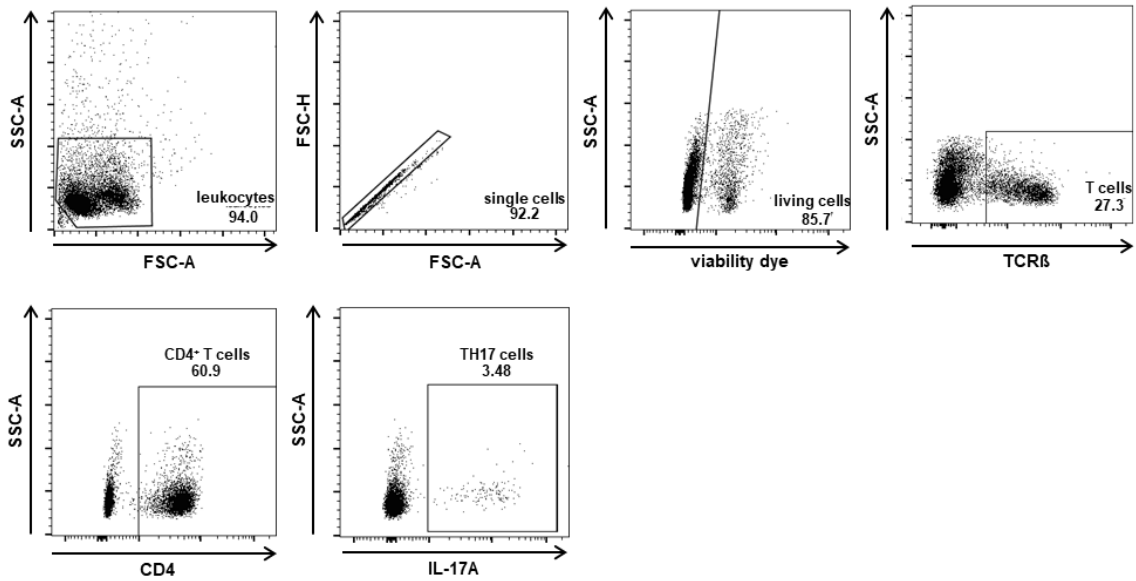 SSC-A
leukocytes
94.0
FSC-A
FSC-H
single cells
92.2
FSC-A
SSC-A
living cells
85.7
viability dye
SSC-A
T cells
27.3
TCRß
SSC-A
CD4⁺ T cells
60.9
CD4
SSC-A
TH17 cells
3.48
IL-17A